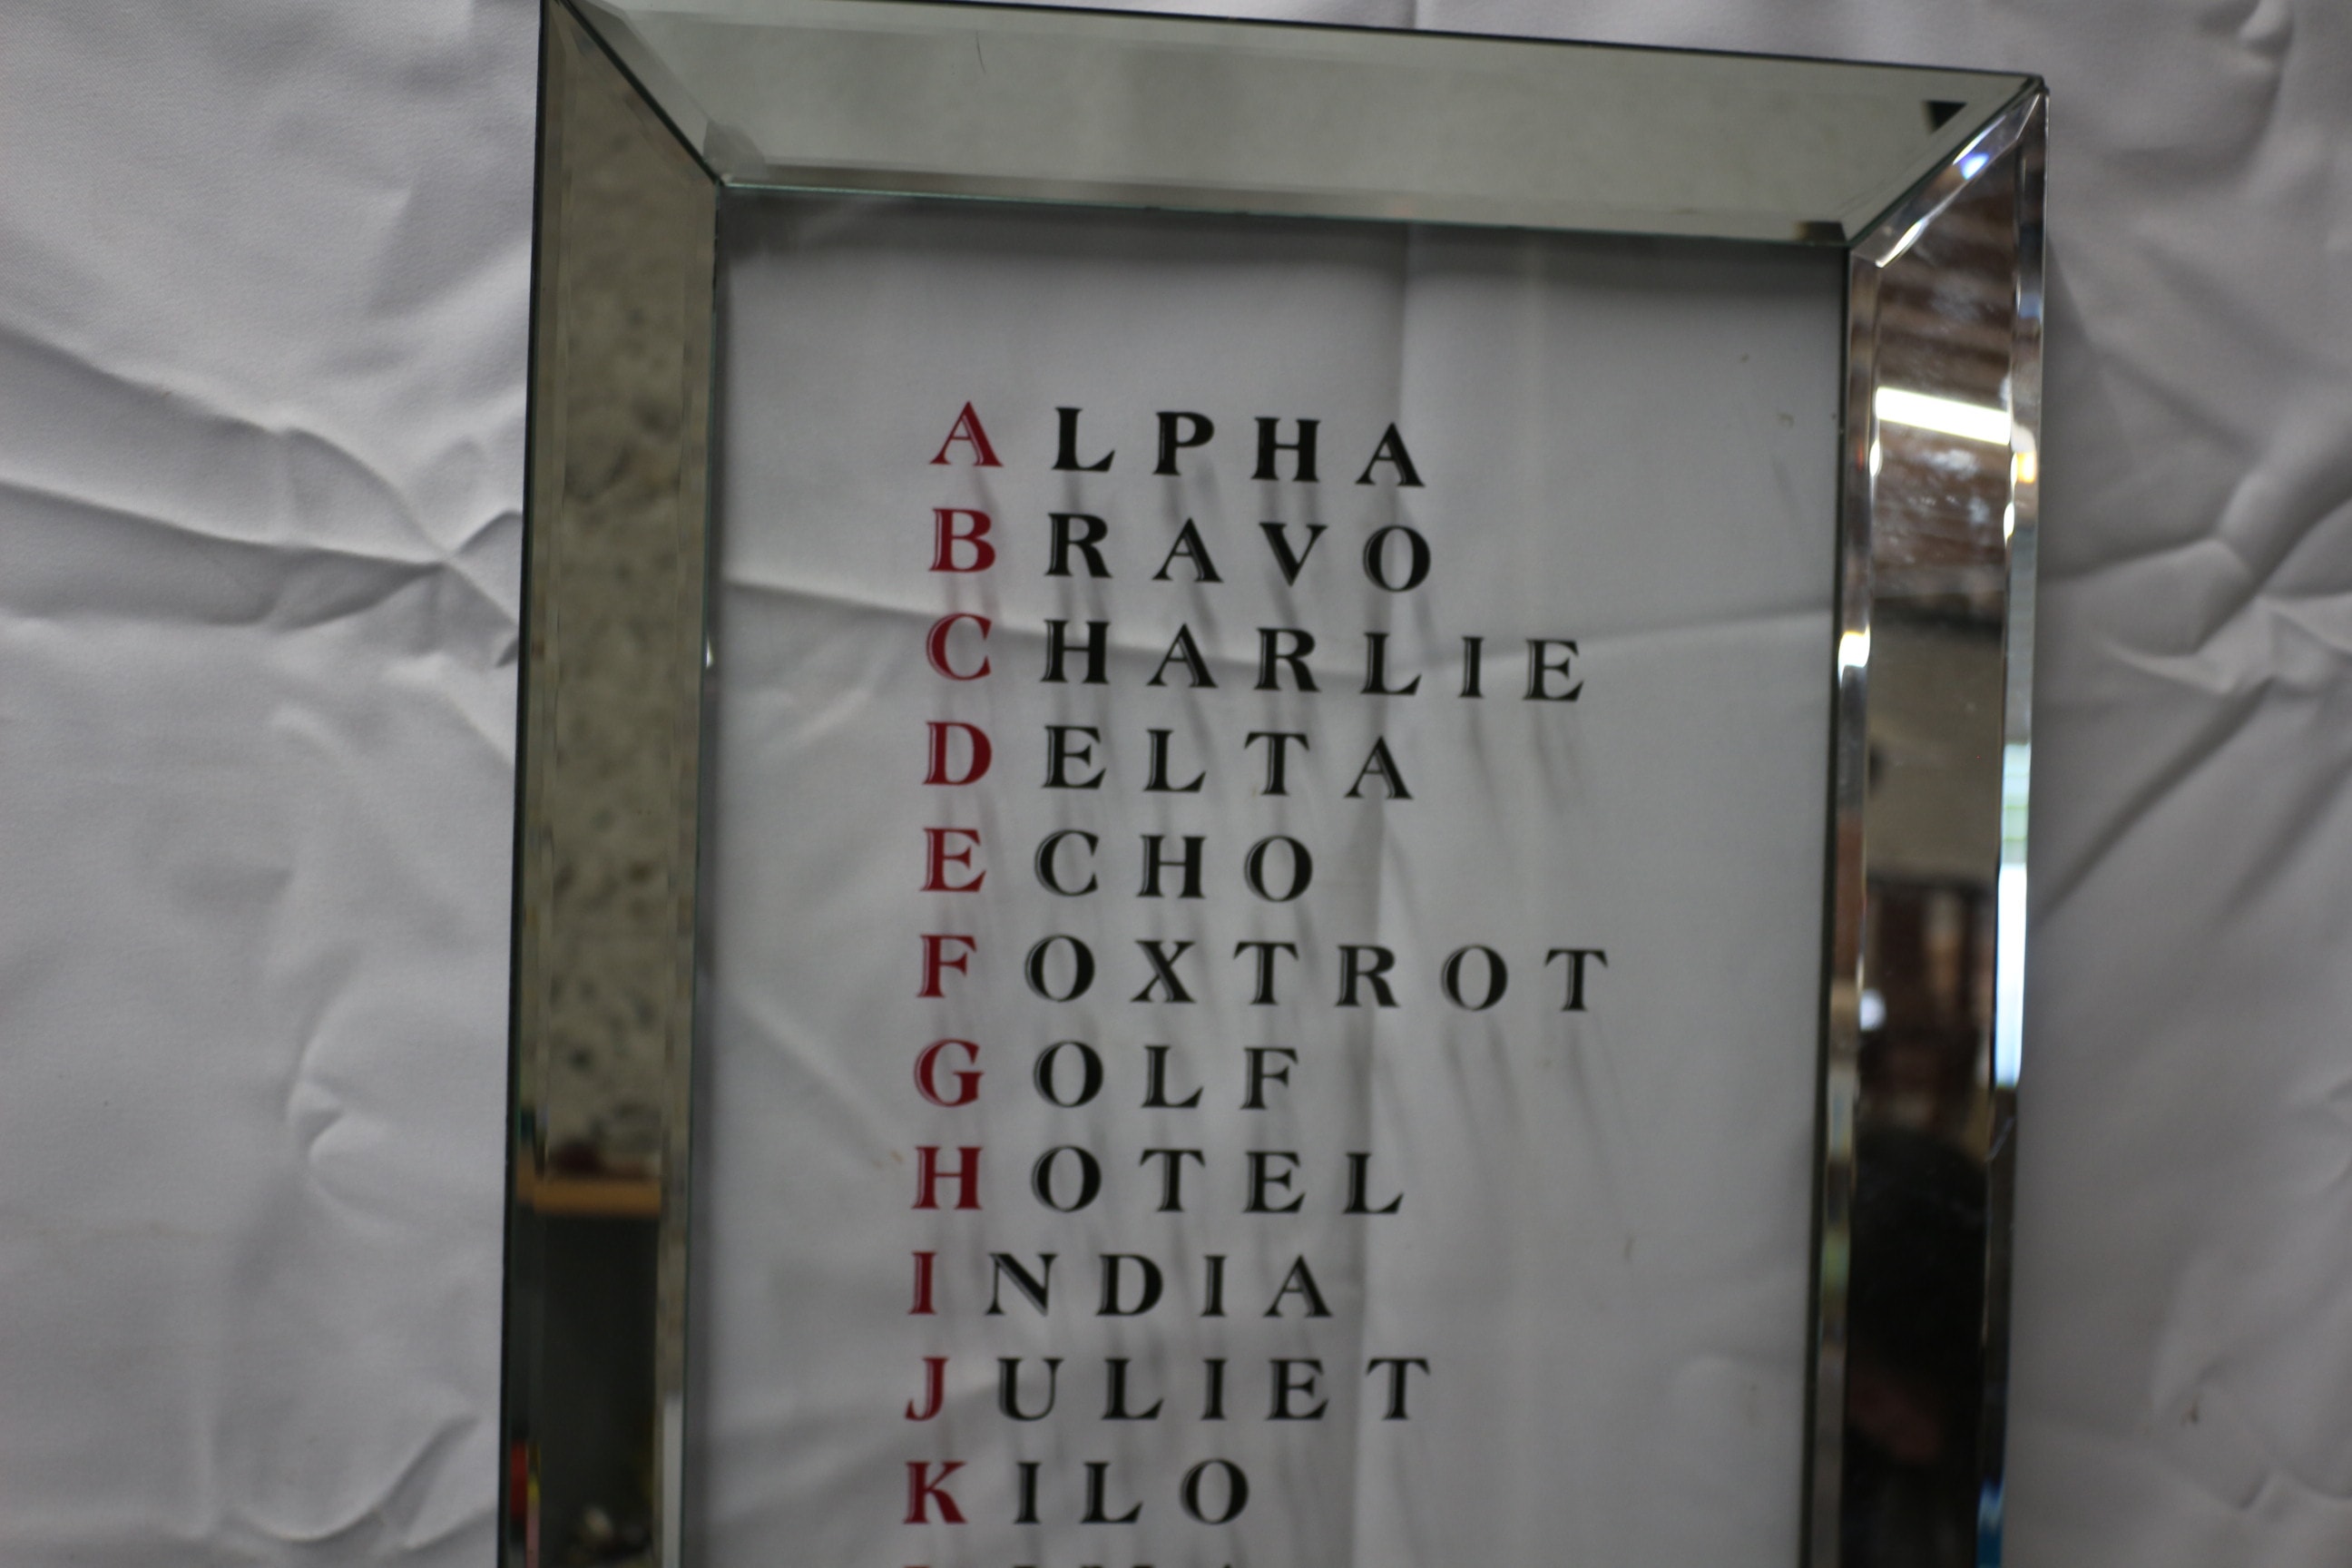 ALPHA
BRAVO
CHARLIE
DELTA
ECHO
FOXTROT
GOLF
HOTEL
INDIA
JULIET
KILO